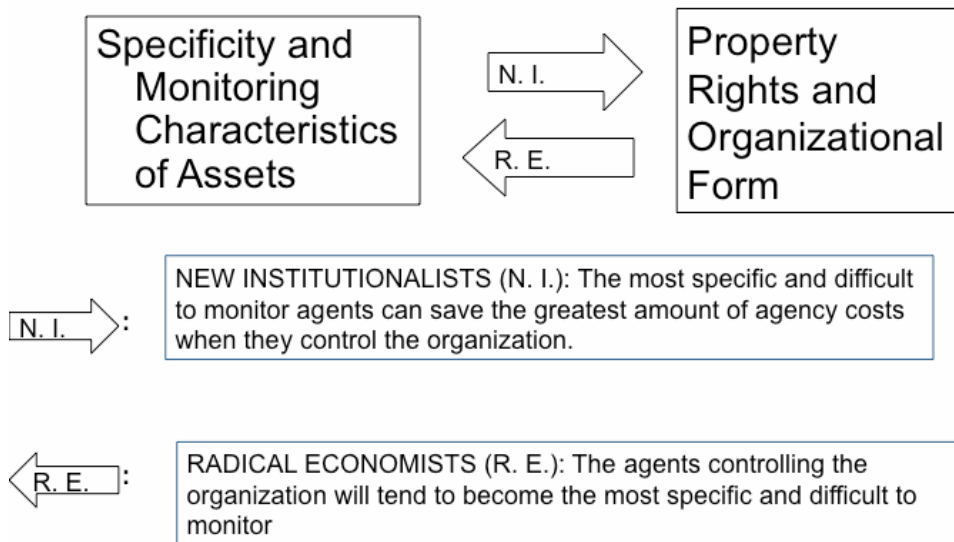 Specificity and
Monitoring
Characteristics
of Assets
N. I.
R. E.
Property
Rights and
Organizational
Form
N. I.
:
NEW INSTITUTIONALISTS (N. I.): The most specific and difficult
to monitor agents can save the greatest amount of agency costs
when they control the organization.
R. E.
:
RADICAL ECONOMISTS (R. E.): The agents controlling the
organization will tend to become the most specific and difficult to
monitor